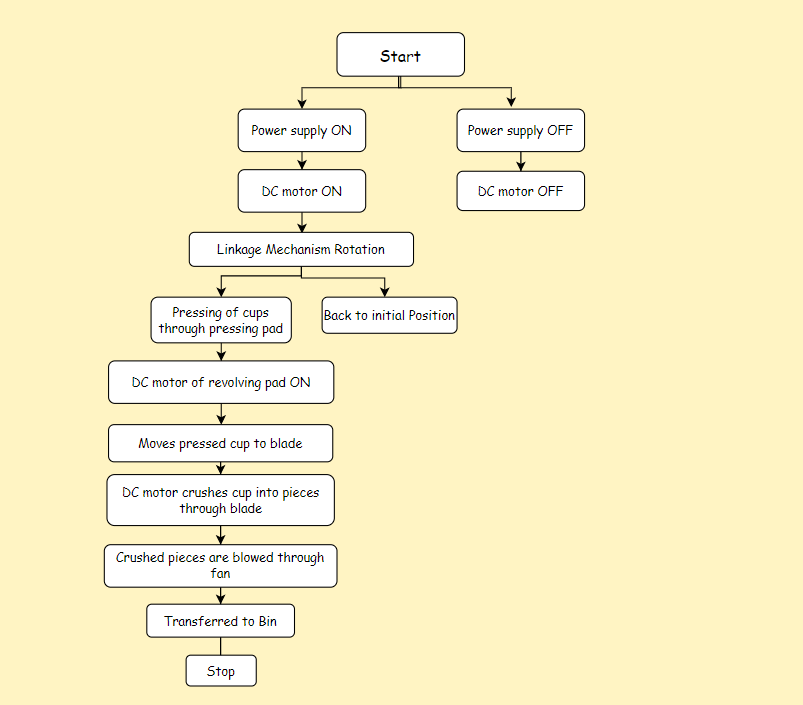 Start
Power supply ON
Power supply OFF
DC motor ON
DC motor OFF
Linkage Mechanism Rotation
Pressing of cups
through pressing pad
Back to initial Position
DC motor of revolving pad ON
Moves pressed cup to blade
DC motor crushes cup into pieces
through blade
Crushed pieces are blowed through
fan
Transferred to Bin
Stop